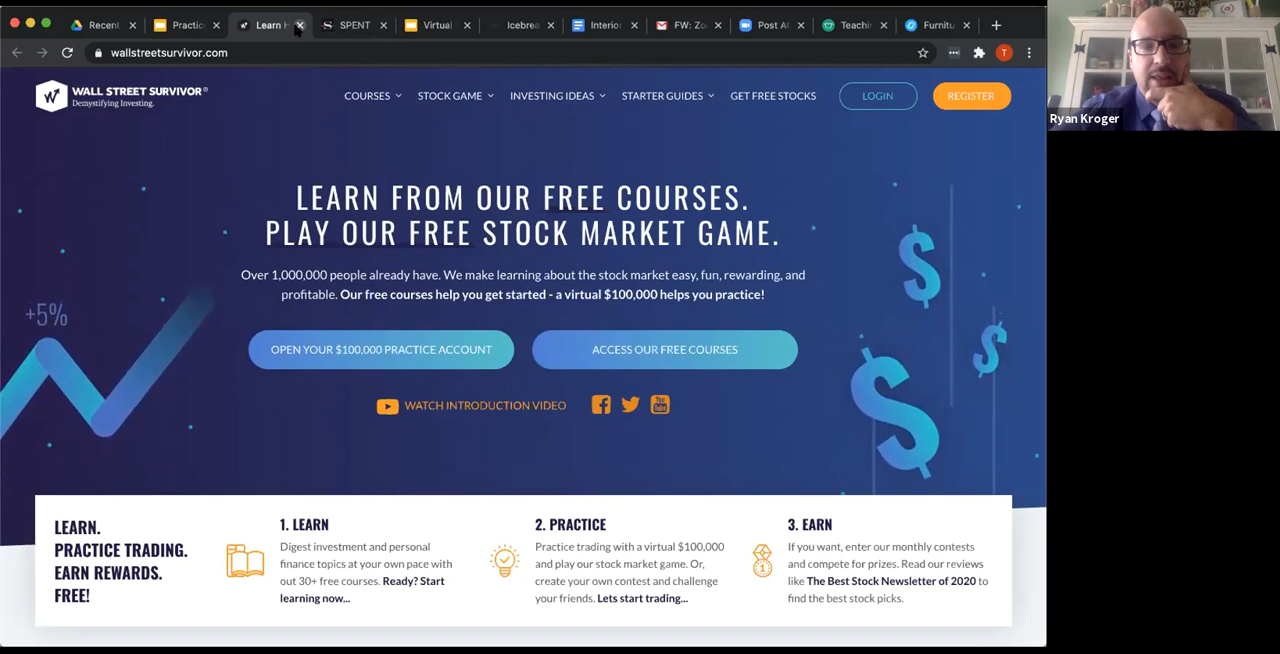 Recent
Practic
Learn H
SPENT
Virtual
Icebrea
Interio
FW: Zo
Post At
Teachin
Furnitu
wallstreetsurvivor.com
T
WALL STREET SURVIVOR
Demystifying Investing.
COURSES
STOCK GAME
INVESTING IDEAS
STARTER GUIDES
GET FREE STOCKS
LOGIN
REGISTER
Ryan Kroger
LEARN FROM OUR FREE COURSES.
PLAY OUR FREE STOCK MARKET GAME.
Over 1,000,000 people already have. We make learning about the stock market easy, fun, rewarding, and
profitable. Our free courses help you get started - a virtual $100,000 helps you practice!
+5%
OPEN YOUR $100,000 PRACTICE ACCOUNT
ACCESS OUR FREE COURSES
WATCH INTRODUCTION VIDEO
You
Tube
LEARN.
PRACTICE TRADING.
EARN REWARDS.
FREE!
1. LEARN
Digest investment and personal
finance topics at your own pace with
out 30+ free courses. Ready? Start
learning now...
2. PRACTICE
Practice trading with a virtual $100,000
and play our stock market game. Or,
create your own contest and challenge
your friends. Lets start trading...
3. EARN
If you want, enter our monthly contests
and compete for prizes. Read our reviews
like The Best Stock Newsletter of 2020 to
find the best stock picks.